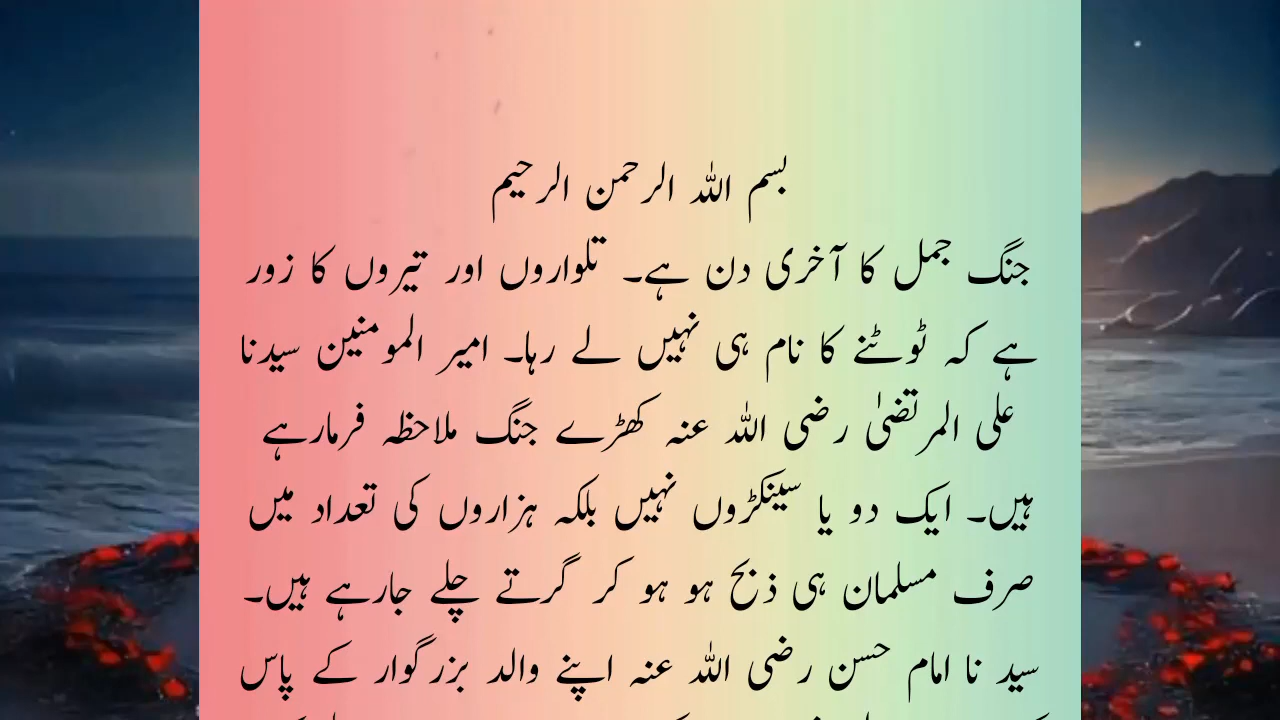 بسم اللہ الرحمن الرحیم
جنگ جمل کا آخری دن ہے۔ تلواروں اور تیروں کا زور
ہے کہ ٹوٹنے کا نام ہی نہیں لے رہا۔ امیر المومنین سیدنا
علی المرتضیٰ رضی اللہ عنہ کھڑے جنگ ملاحظہ فرمارہے
ہیں۔ ایک دو یا سینکڑوں نہیں بلکہ ہزاروں کی تعداد میں
صرف مسلمان ہی ذبح ہو ہو کر گرتے چلے جارہے ہیں۔
سید نا امام حسن رضی اللہ عنہ اپنے والد بزرگوار کے پاس